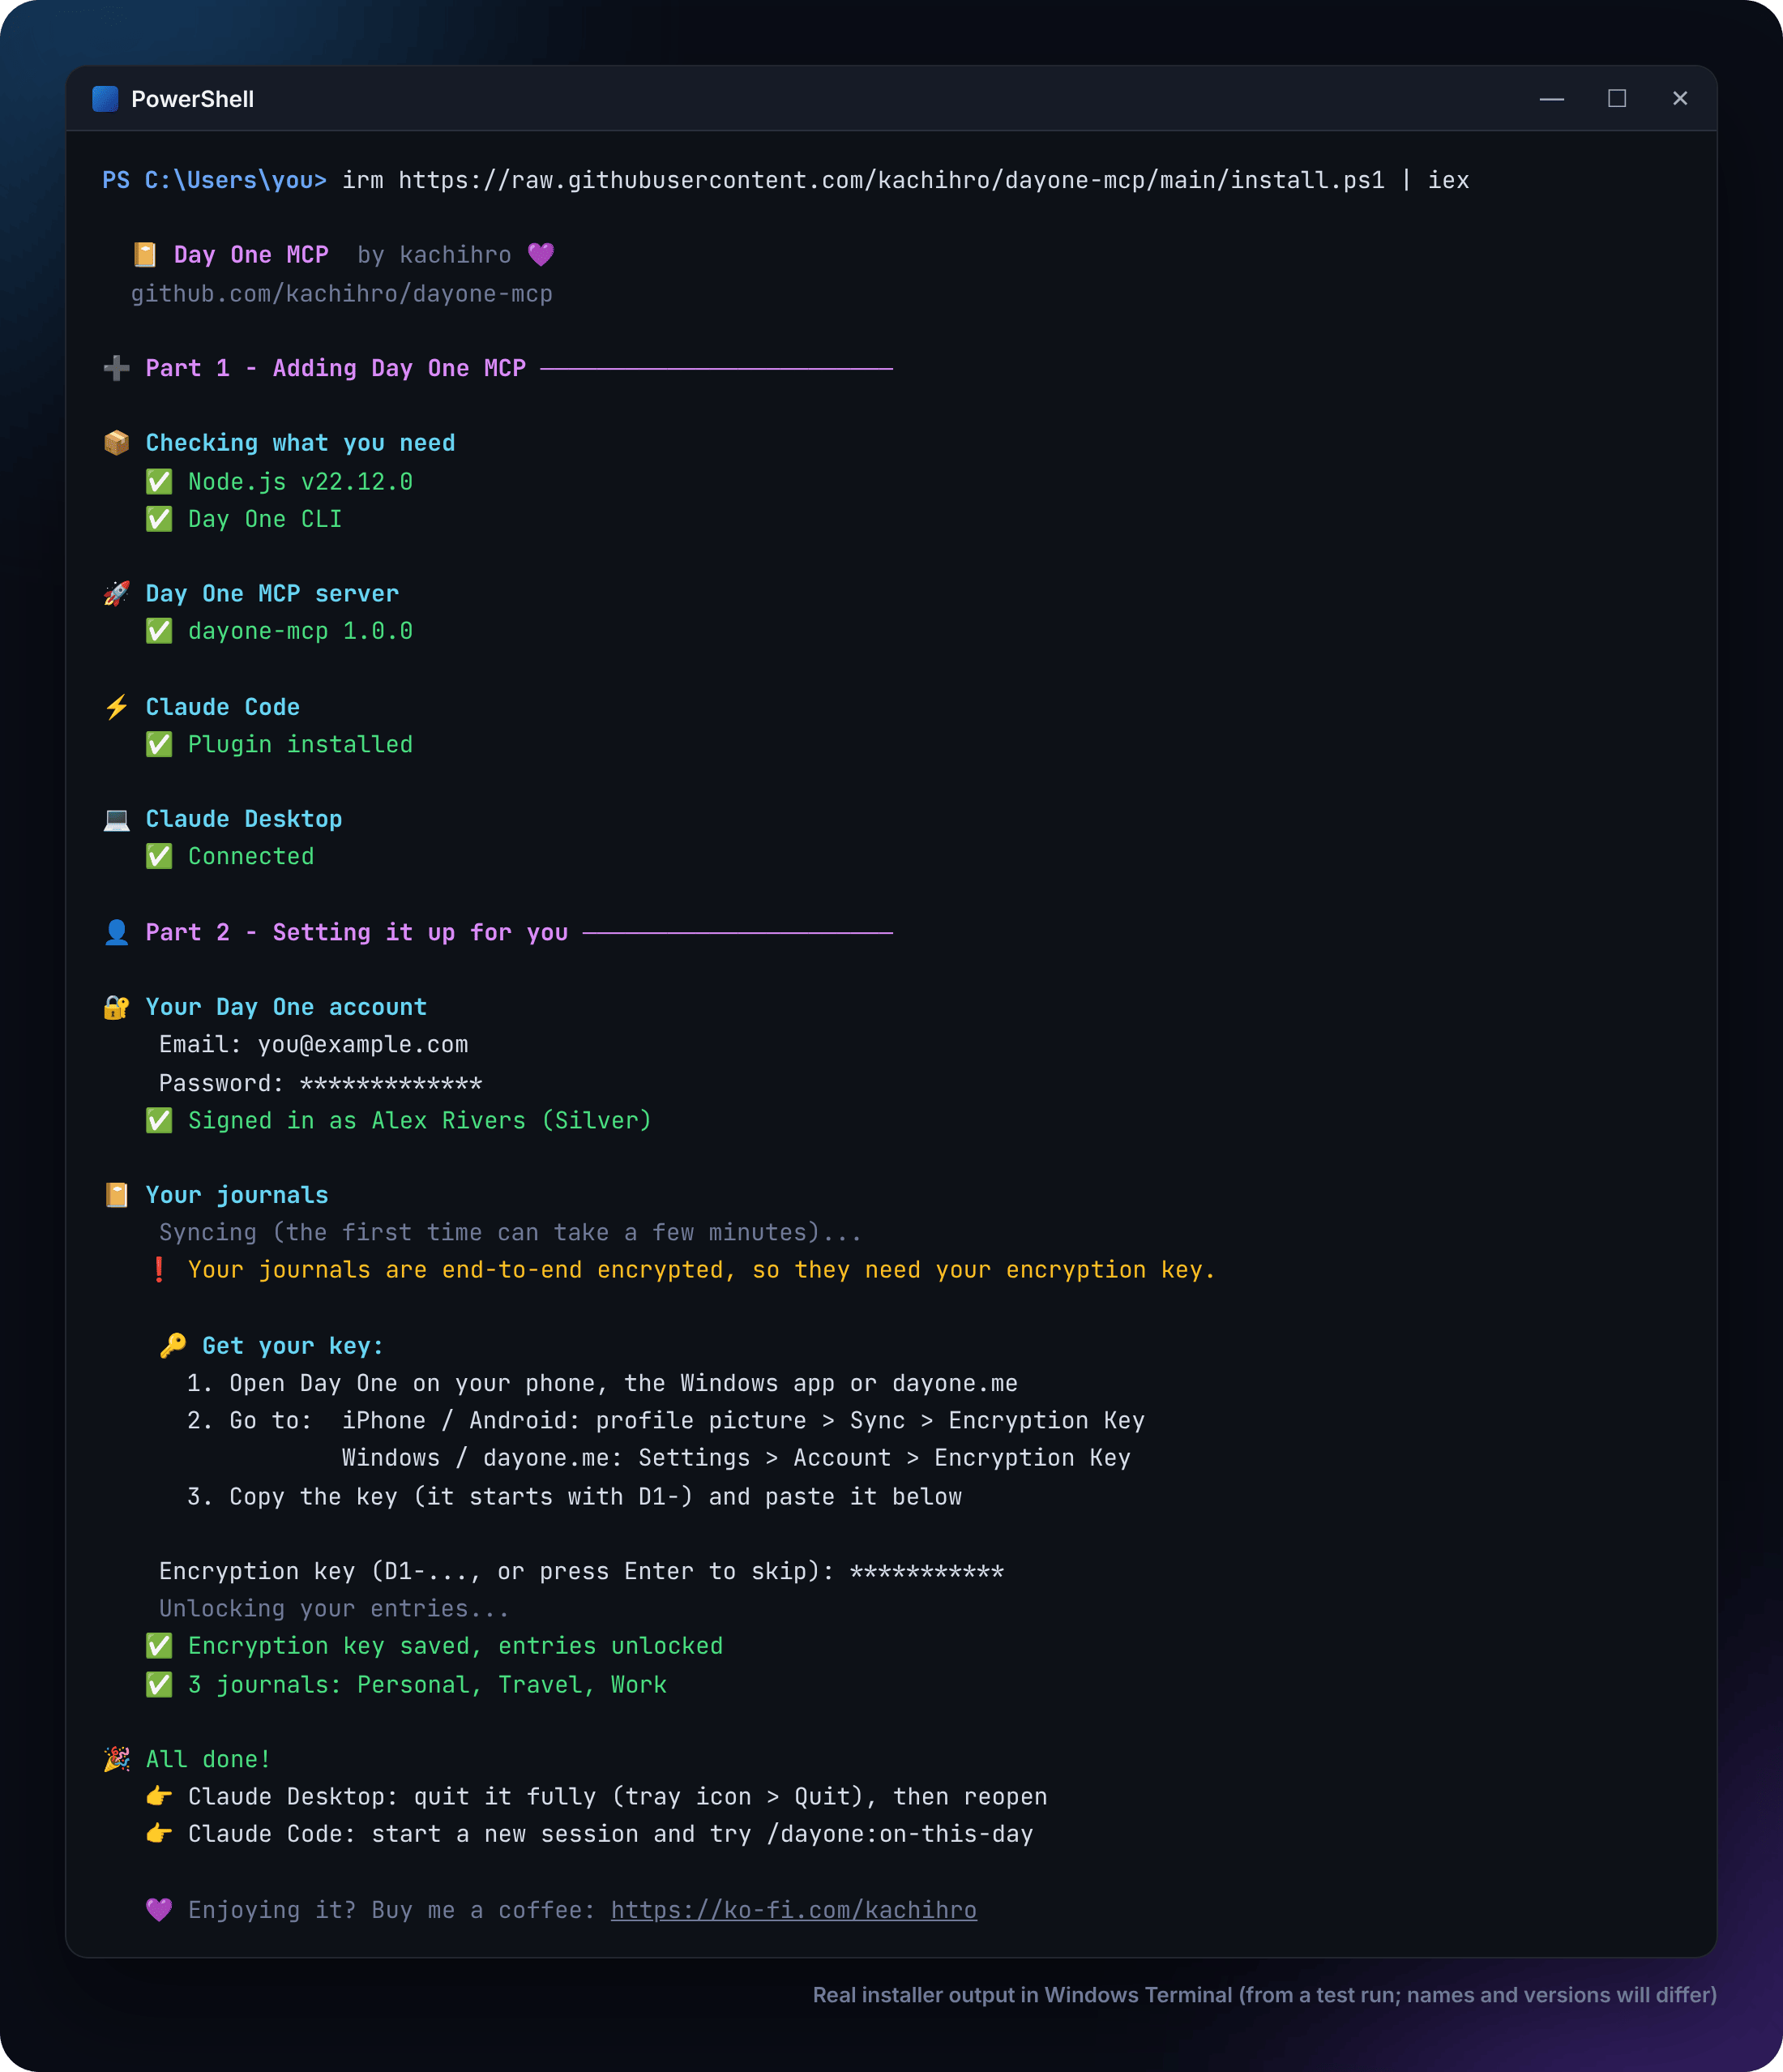 PowerShell
PS C:\Users\you> irm https://raw.githubusercontent.com/kachihro/dayone-mcp/main/install.ps1 | iex
📔 Day One MCP  by kachihro 💜
github.com/kachihro/dayone-mcp
➕ Part 1 - Adding Day One MCP ─────────────────────────
📦 Checking what you need
✅ Node.js v22.12.0
✅ Day One CLI
🚀 Day One MCP server
✅ dayone-mcp 1.0.0
⚡ Claude Code
✅ Plugin installed
💻 Claude Desktop
✅ Connected
👤 Part 2 - Setting it up for you ──────────────────────
🔐 Your Day One account
Email: you@example.com
Password: *************
✅ Signed in as Alex Rivers (Silver)
📔 Your journals
Syncing (the first time can take a few minutes)...
❗ Your journals are end-to-end encrypted, so they need your encryption key.
🔑 Get your key:
1. Open Day One on your phone, the Windows app or dayone.me
2. Go to:  iPhone / Android: profile picture > Sync > Encryption Key
Windows / dayone.me: Settings > Account > Encryption Key
3. Copy the key (it starts with D1-) and paste it below
Encryption key (D1-..., or press Enter to skip): ***********
Unlocking your entries...
✅ Encryption key saved, entries unlocked
✅ 3 journals: Personal, Travel, Work
🎉 All done!
👉 Claude Desktop: quit it fully (tray icon > Quit), then reopen
👉 Claude Code: start a new session and try /dayone:on-this-day
💜 Enjoying it? Buy me a coffee: https://ko-fi.com/kachihro
Real installer output in Windows Terminal (from a test run; names and versions will differ)